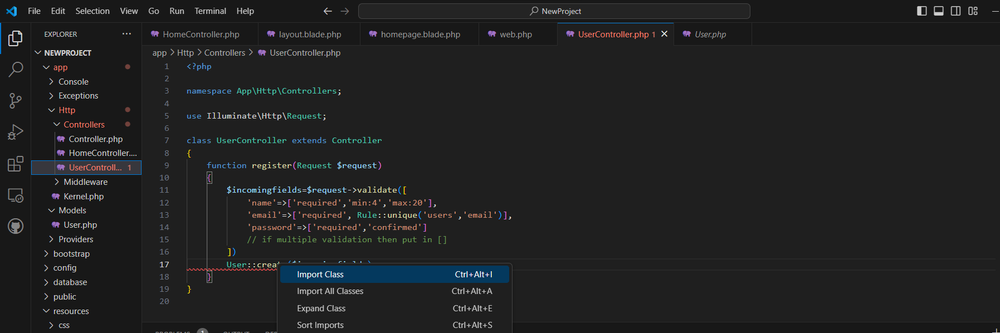 File Edit Selection View Go Run Terminal Help
NewProject
EXPLORER
HomeController.php
layout.blade.php
homepage.blade.php
web.php
UserController.php 1
User.php
NEWPROJECT
app
Console
Exceptions
Http
Controllers
Controller.php
HomeController....
UserControll... 1
Middleware
Kernel.php
Models
User.php
Providers
bootstrap
config
database
public
resources
css
app > Http > Controllers > UserController.php
1 <?php
2
3 namespace App\Http\Controllers;
4
5 use Illuminate\Http\Request;
6
7 class UserController extends Controller
8 {
9 function register(Request $request)
10 {
11 $incomingfields=$request->validate([
12 'name'=>['required','min:4','max:20'],
13 'email'=>['required', Rule::unique('users','email')],
14 'password'=>['required','confirmed']
15 // if multiple validation then put in []
16 ])
17 User::crea
18 }
19 }
20
Import Class Ctrl+Alt+I
Import All Classes Ctrl+Alt+A
Expand Class Ctrl+Alt+E
Sort Imports Ctrl+Alt+S